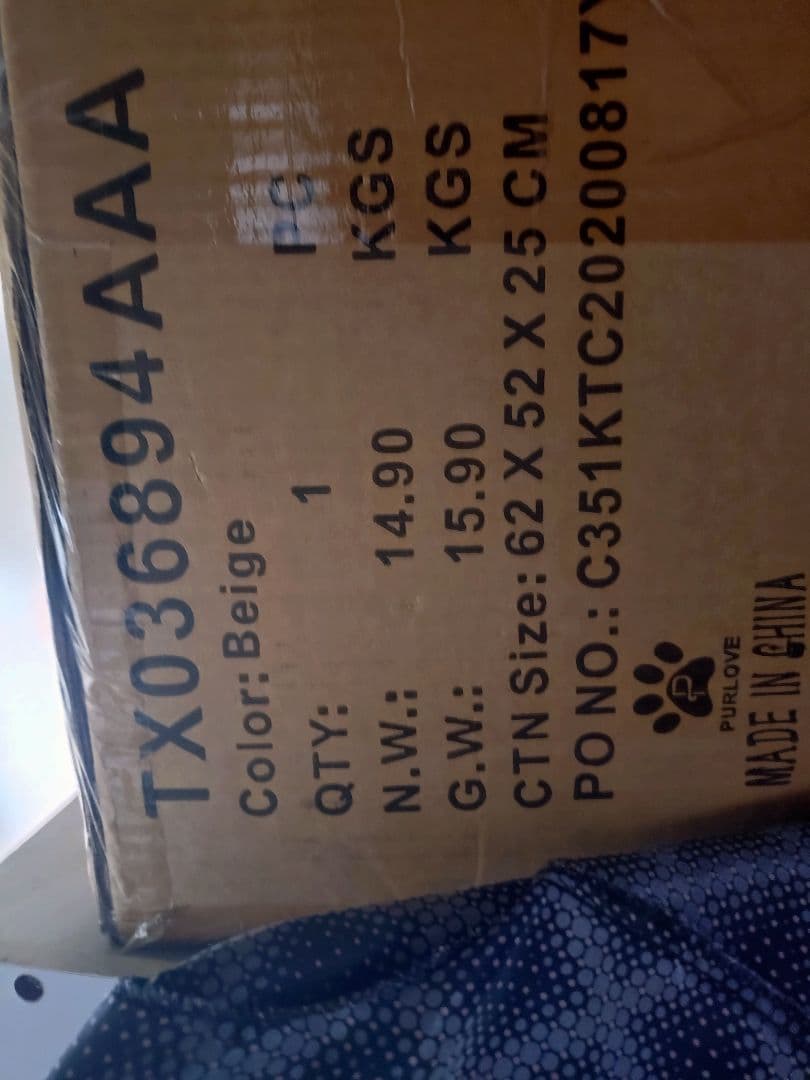 TX036894AAA
Color: Beige
QTY: 1 PC
N.W.: 14.90 KGS
G.W.: 15.90 KGS
CTN Size: 62 X 52 X 25 CM
PO NO.: C351KTC20200817
PURLOVE
MADE IN CHINA